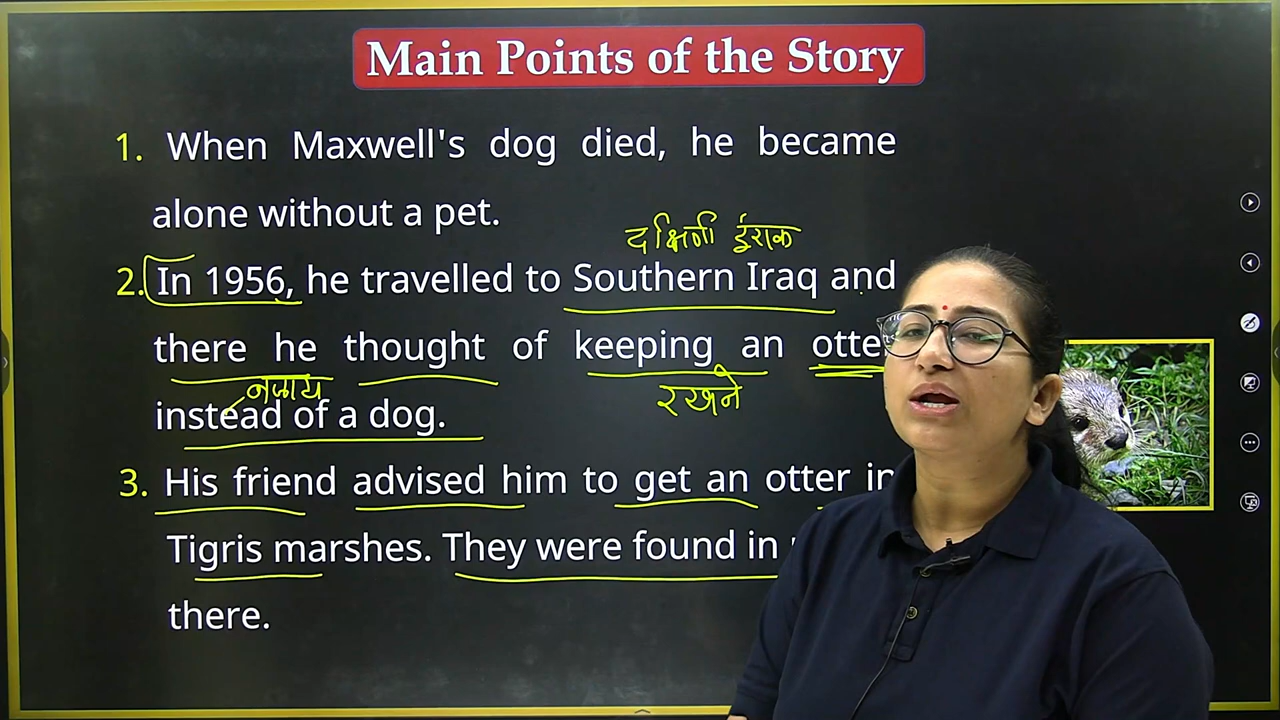 Main Points of the Story
1. When Maxwell's dog died, he became
alone without a pet.
दक्षिणी ईराक
2. In 1956, he travelled to Southern Iraq and
there he thought of keeping an
बजाय रखने
instead of a dog.
3. His friend advised him to get an otter in
Tigris marshes. They were found in
there.